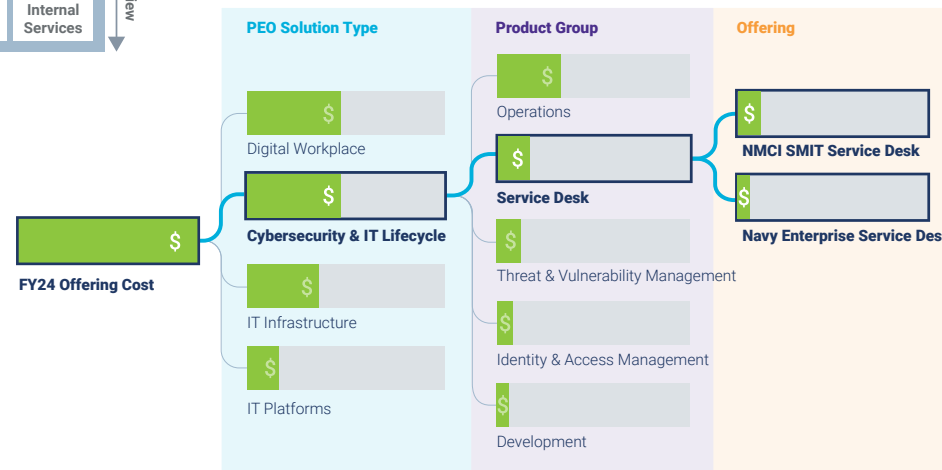 Internal
Services
PEO Solution Type
Product Group
Offering
$
Operations
$
Digital Workplace
$
NMCI SMIT Service Desk
$
Service Desk
$
Cybersecurity & IT Lifecycle
$
Navy Enterprise Service Des
$
FY24 Offering Cost
$
Threat & Vulnerability Management
$
IT Infrastructure
$
Identity & Access Management
$
IT Platforms
$
Development